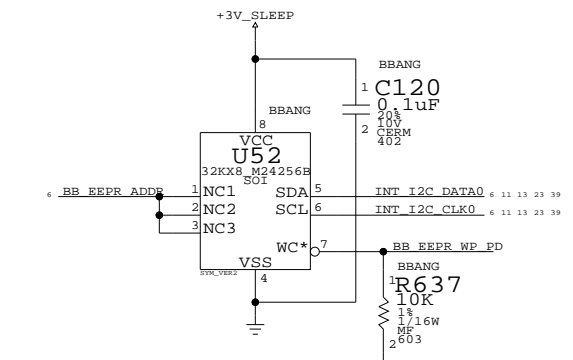 +3V_SLEEP
BBANG
1
C120
0.1uF
20%
10V
CERM
402
2
BBANG
8
VCC
U52
32KX8_M24256B
SOI
6 BB_EEPR_ADDR
1 NC1
2 NC2
3 NC3
SDA 5 INT_I2C_DATA0 6 11 13 23 39
SCL 6 INT_I2C_CLK0 6 11 13 23 39
WC* 7 BB_EEPR_WP_PD
VSS
SYM_VER2
4
BBANG
1
R637
10K
1%
1/16W
MF
603
2